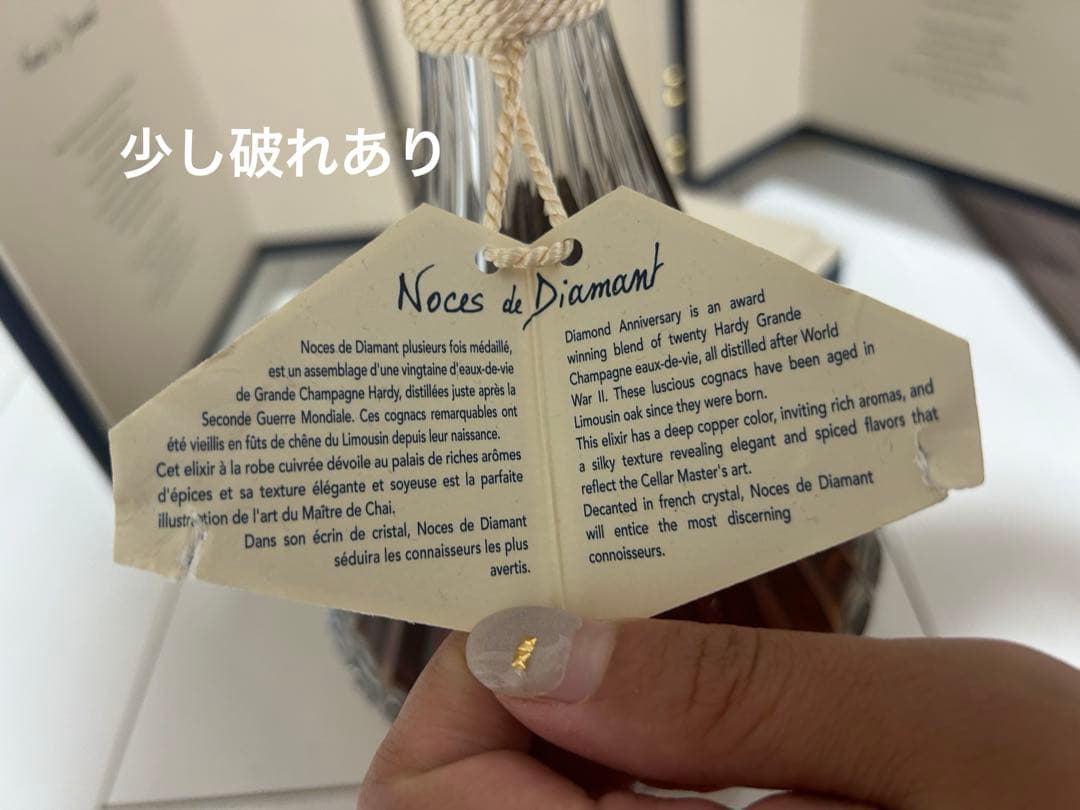 少し破れあり
Noces de Diamant
Noces de Diamant plusieurs fois médaillé,
est un assemblage d'une vingtaine d'eaux-de-vie
de Grande Champagne Hardy, distillées juste après la
Seconde Guerre Mondiale. Ces cognacs remarquables ont
été vieillis en fûts de chêne du Limousin depuis leur naissance.
Cet elixir à la robe cuivrée dévoile au palais de riches arômes
d'épices et sa texture élégante et soyeuse est la parfaite
illustration de l'art du Maître de Chai.
Dans son écrin de cristal, Noces de Diamant
séduira les connaisseurs les plus
avertis.
Diamond Anniversary is an award
winning blend of twenty Hardy Grande
Champagne eaux-de-vie, all distilled after World
War II. These luscious cognacs have been aged in
Limousin oak since they were born.
This elixir has a deep copper color, inviting rich aromas, and
a silky texture revealing elegant and spiced flavors that
reflect the Cellar Master's art.
Decanted in french crystal, Noces de Diamant
will entice the most discerning
connoisseurs.